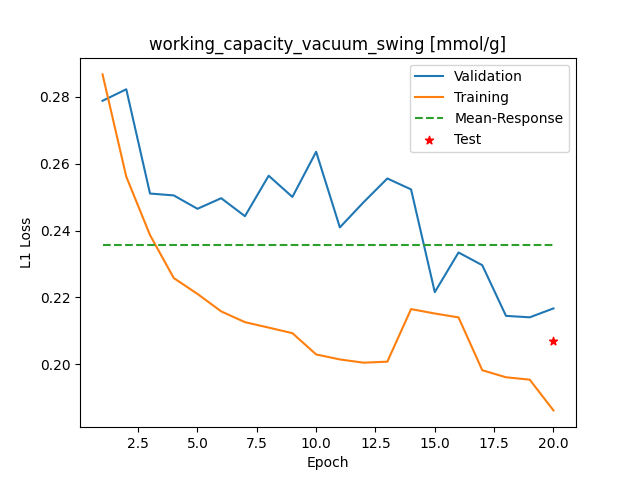 working_capacity_vacuum_swing [mmol/g]
Validation
Training
Mean-Response
Test
L1 Loss
0.28
0.26
0.24
0.22
0.20
2.5 5.0 7.5 10.0 12.5 15.0 17.5 20.0
Epoch